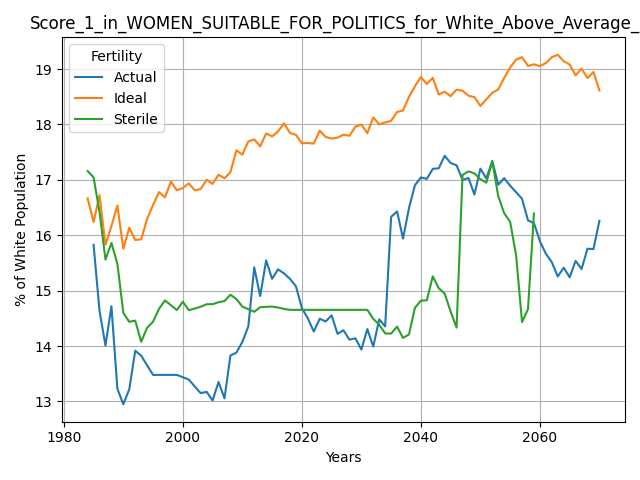 Score_1_in_WOMEN_SUITABLE_FOR_POLITICS_for_White_Above_Average_
Fertility
Actual
Ideal
Sterile
% of White Population
19
18
17
16
15
14
13
1980
2000
2020
2040
2060
Years